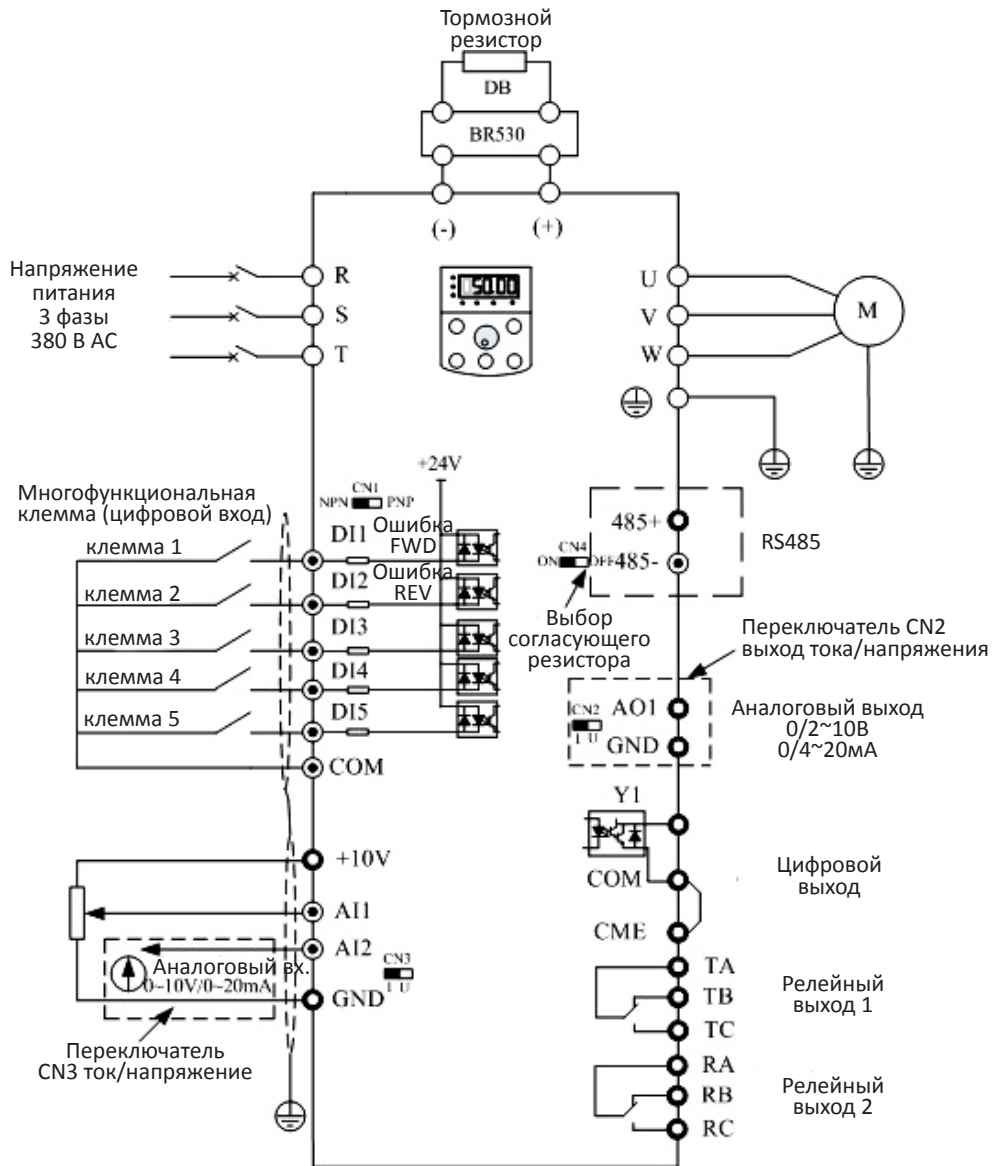 Тормозной
резистор
DB
BR530
(-)
(+)
Напряжение
питания
3 фазы
380 В АС
R
S
T
50.00
U
V
W
M
+24V
CN1
NPN
PNP
Многофункциональная
клемма (цифровой вход)
клемма 1
клемма 2
клемма 3
клемма 4
клемма 5
DI1
Ошибка
FWD
DI2
Ошибка
REV
DI3
DI4
DI5
COM
485+
CN4
ON
OFF
485-
RS485
Выбор
согласующего
резистора
Переключатель CN2
выход тока/напряжения
CN2
I U
AO1
GND
Аналоговый выход
0/2~10В
0/4~20мА
Y1
COM
CME
Цифровой
выход
+10V
AI1
AI2
CN3
I U
Аналоговый вх.
0~10V/0~20mA
GND
Переключатель
CN3 ток/напряжение
TA
TB
TC
Релейный
выход 1
RA
RB
RC
Релейный
выход 2